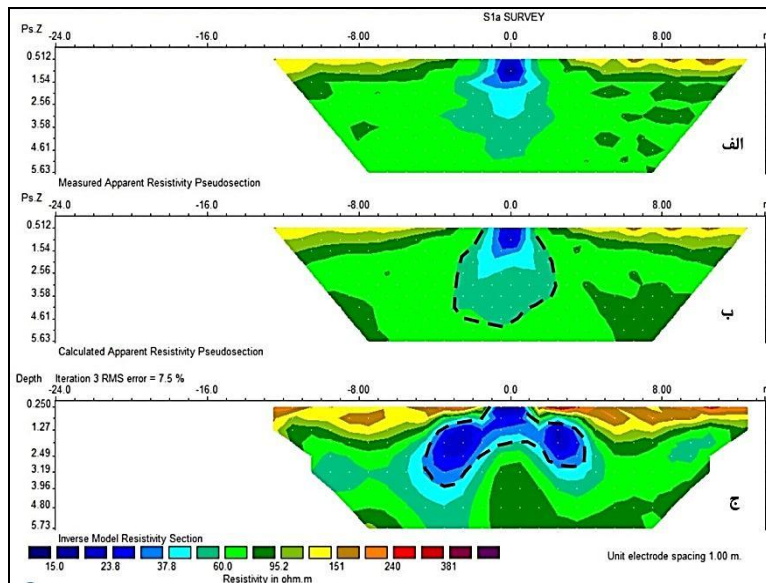 S1a SURVEY
Ps.Z -24.0 -16.0 -8.00 0.0 8.00 m
0.512
1.54
2.56
3.58
4.61
5.63
الف
Measured Apparent Resistivity Pseudosection
Ps.Z -24.0 -16.0 -8.00 0.0 8.00 m
0.512
1.54
2.56
3.58
4.61
5.63
ب
Calculated Apparent Resistivity Pseudosection
Depth Iteration 3 RMS error = 7.5 %
-24.0 -16.0 -8.00 0.0 8.00 m
0.250
1.27
2.49
3.19
3.96
4.80
5.73
ج
Inverse Model Resistivity Section
15.0 23.8 37.8 60.0 95.2 151 240 381
Resistivity in ohm.m
Unit electrode spacing 1.00 m.